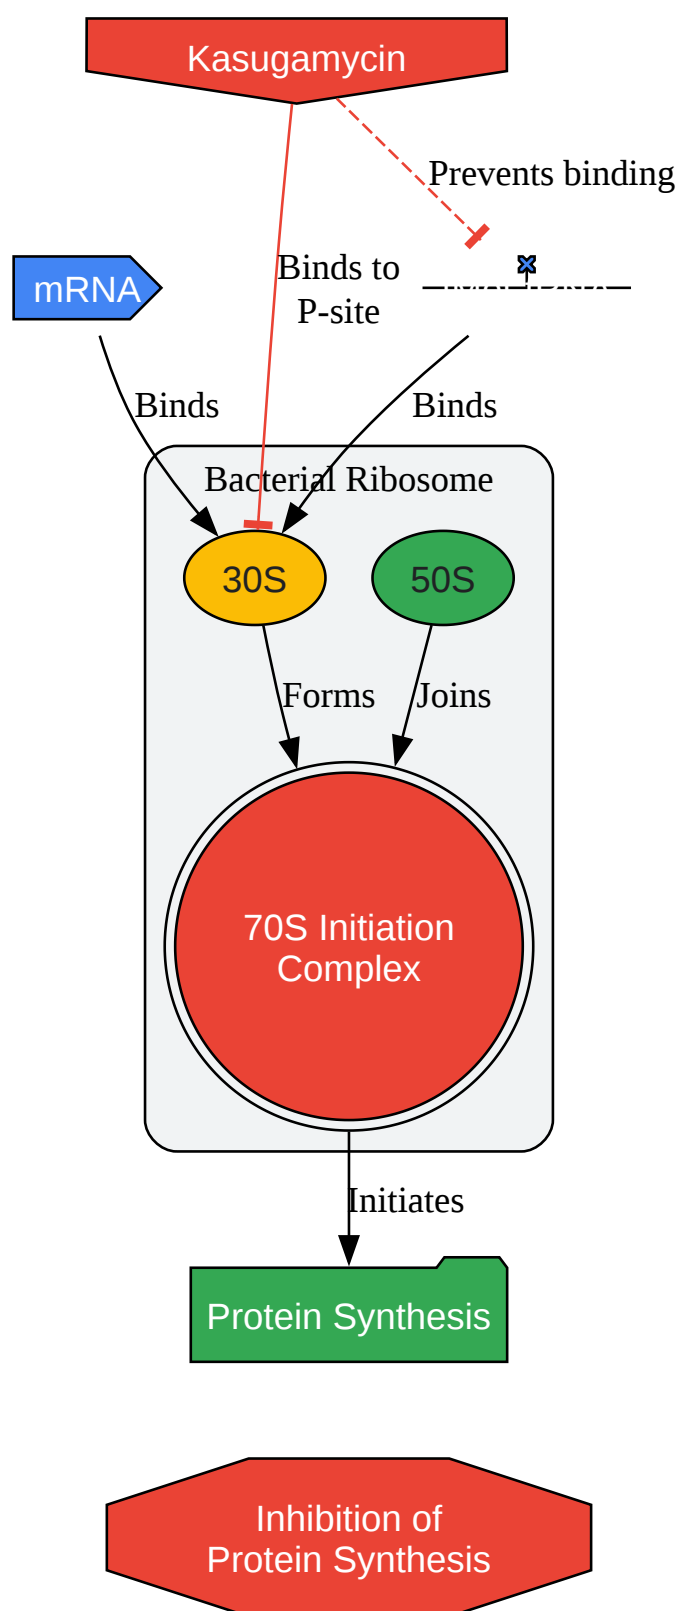 Kasugamycin
Prevents binding
Binds to
P-site
mRNA
Binds
Binds
Bacterial Ribosome
30S
50S
Forms
Joins
70S Initiation
Complex
Initiates
Protein Synthesis
Inhibition of
Protein Synthesis